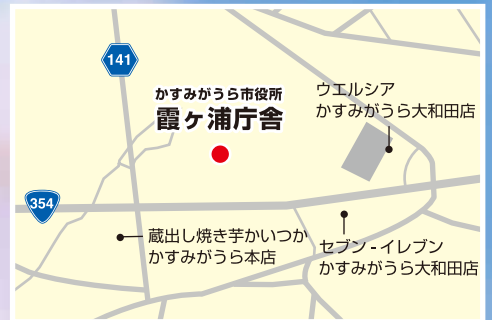 141
かすみがうら市役所
霞ヶ浦庁舎
ウエルシア
かすみがうら大和田店
354
蔵出し焼き芋かいつか
かすみがうら本店
セブン-イレブン
かすみがうら大和田店